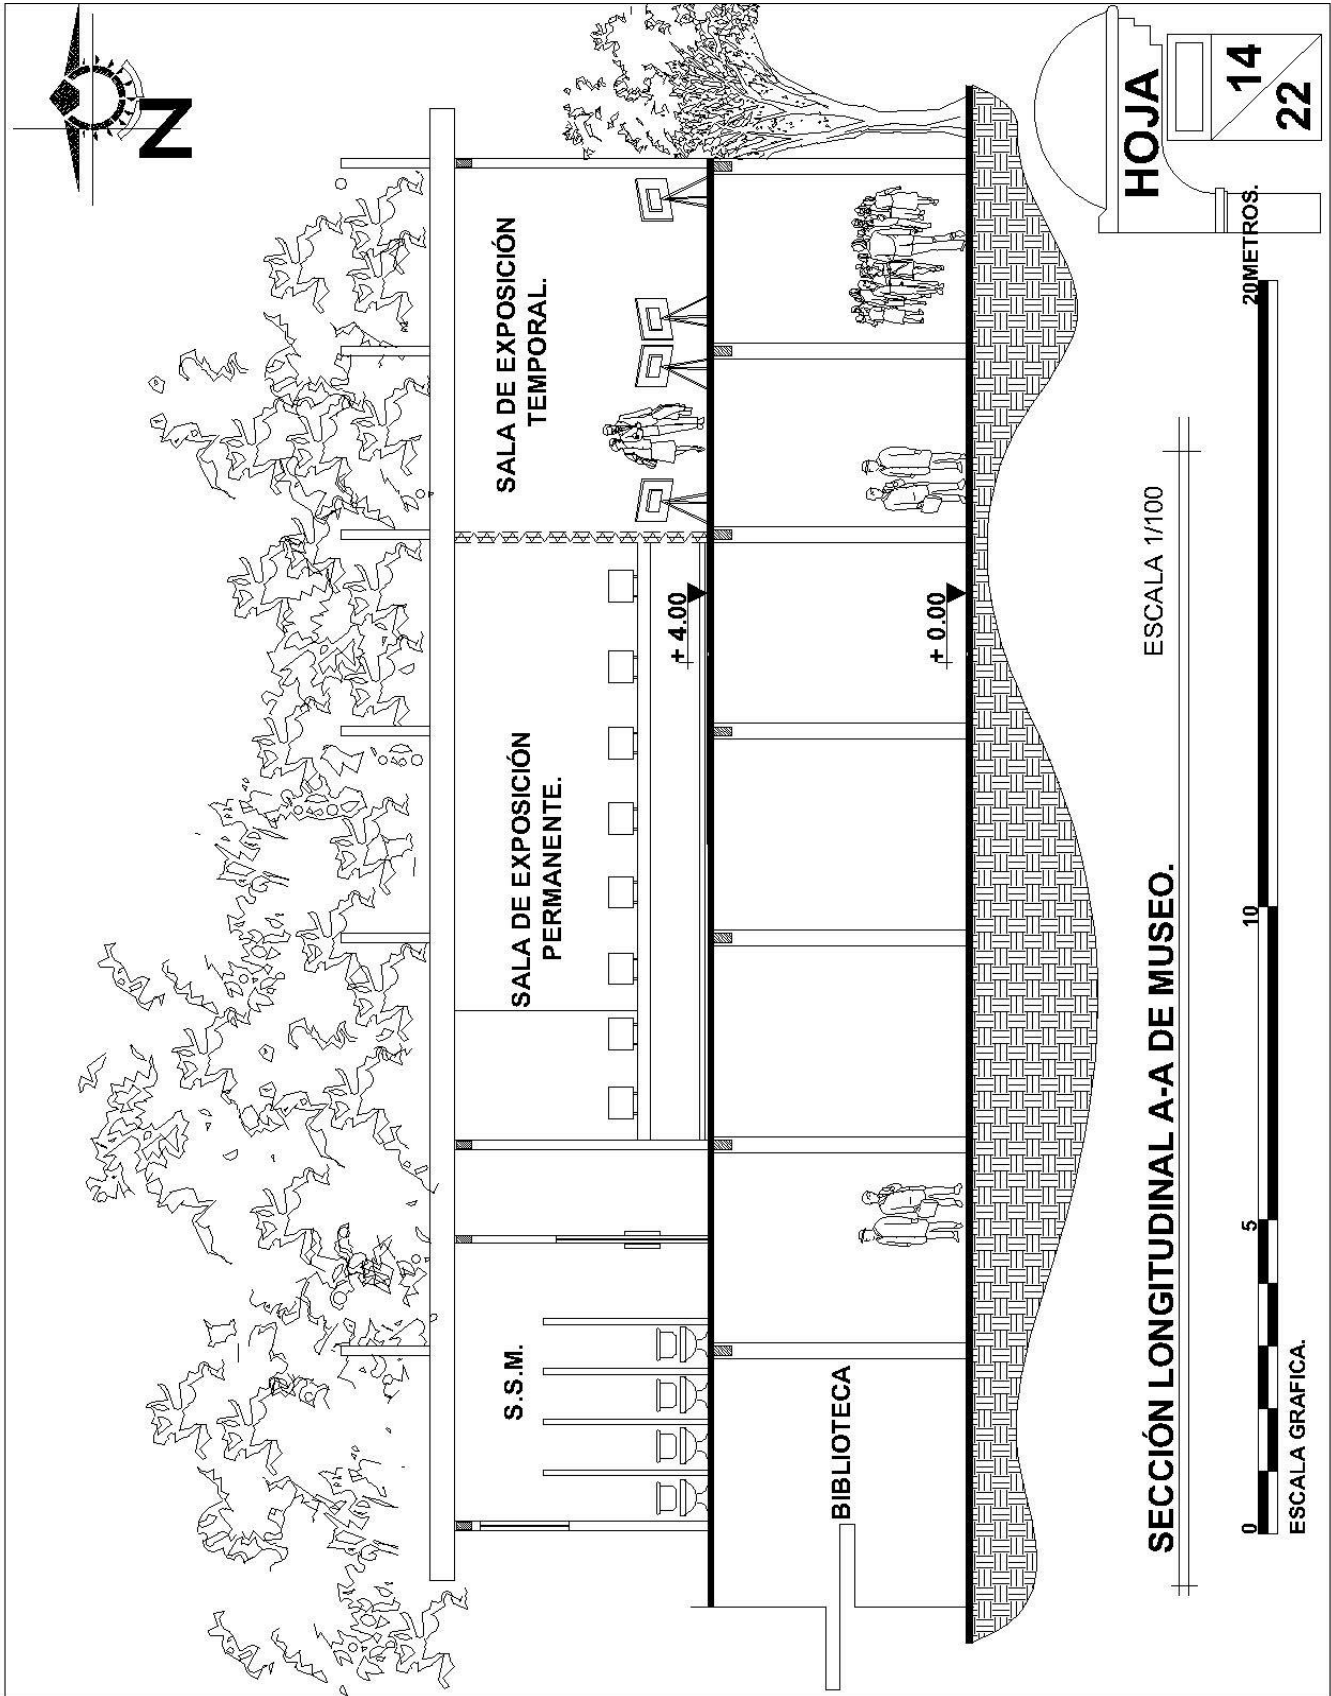 N
S.S.M.
SALA DE EXPOSICIÓN
PERMANENTE.
SALA DE EXPOSICIÓN
TEMPORAL.
+ 4.00
BIBLIOTECA
+ 0.00
SECCIÓN LONGITUDINAL A-A DE MUSEO.
ESCALA 1/100
0
5
10
20METROS.
ESCALA GRAFICA.
HOJA
14
22